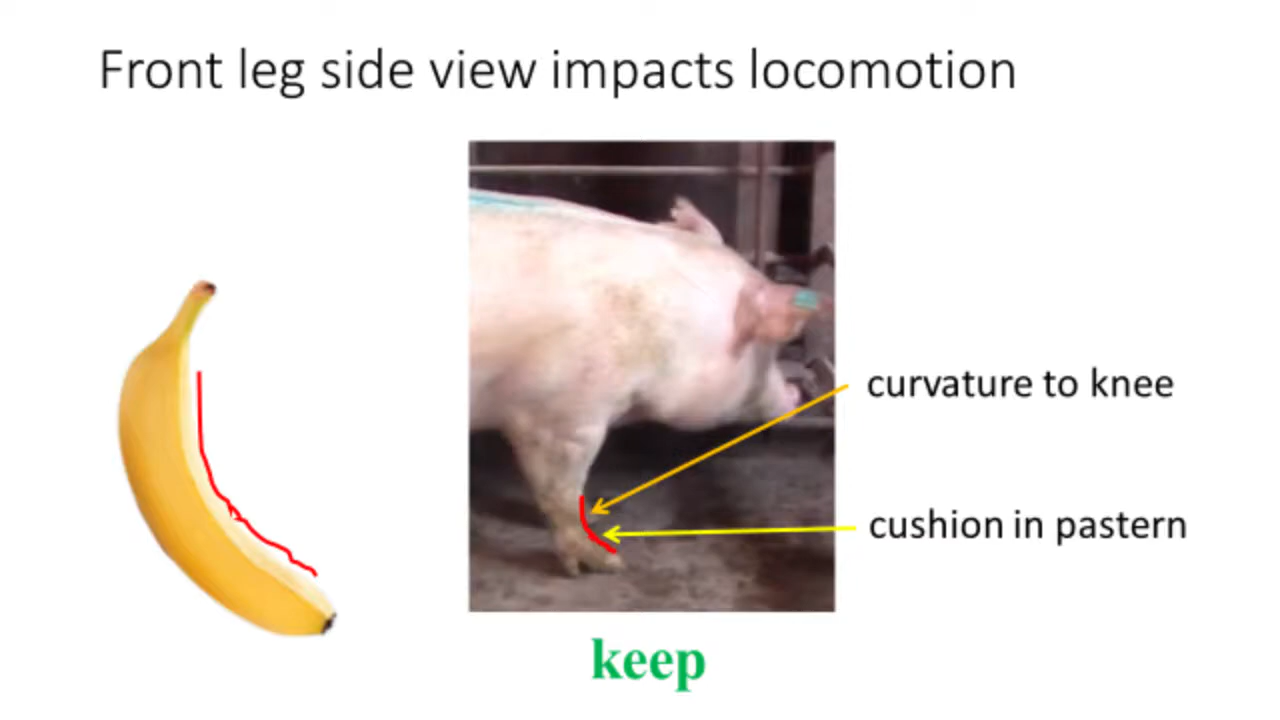 Front leg side view impacts locomotion
curvature to knee
cushion in pastern
keep